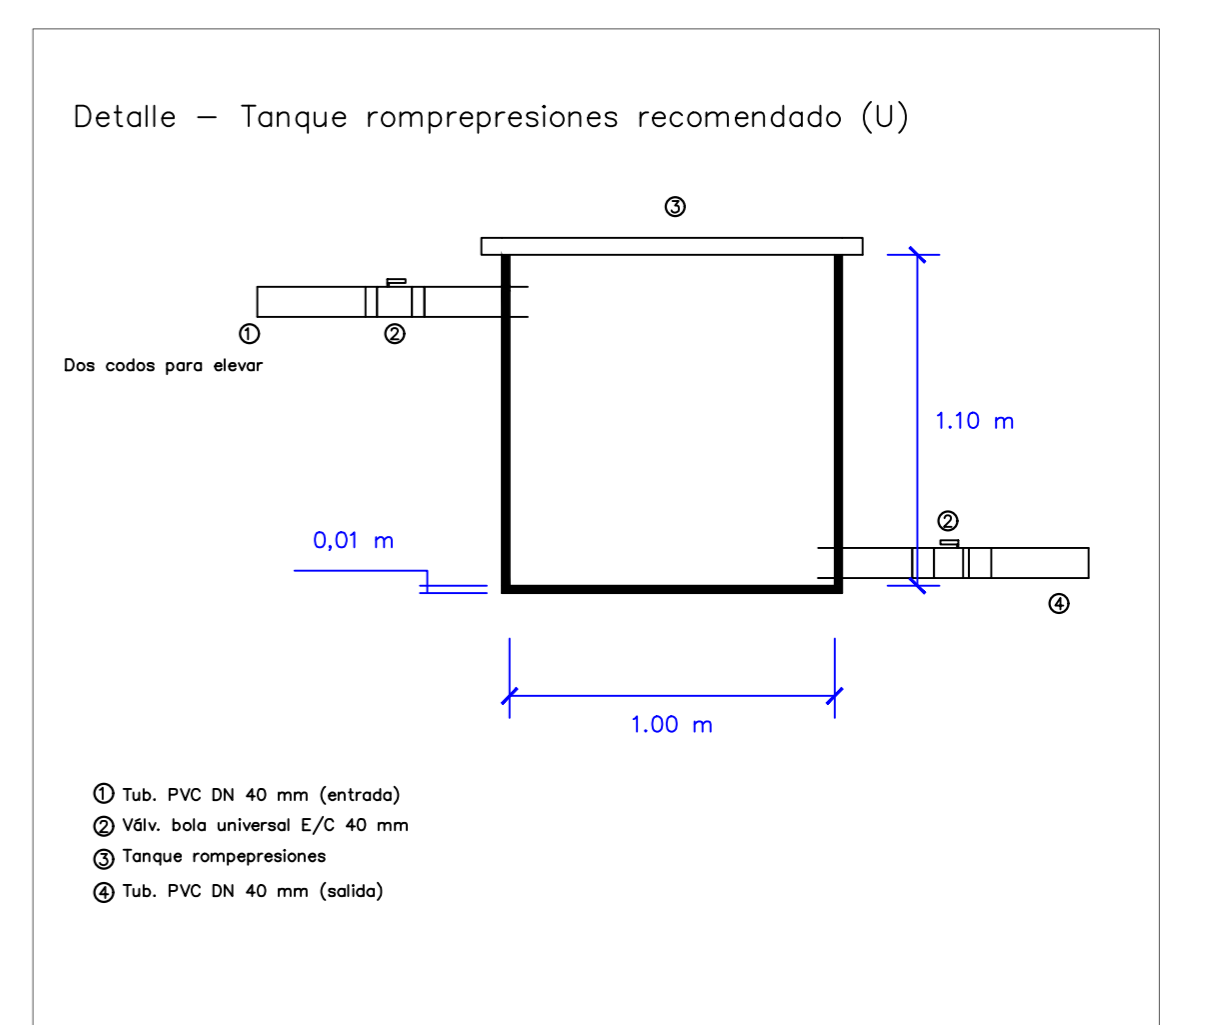 Detalle – Tanque romprepresiones recomendado (U)
③
① ②
Dos codos para elevar
1.10 m
②
0,01 m
④
1.00 m
① Tub. PVC DN 40 mm (entrada)
② Válv. bola universal E/C 40 mm
③ Tanque rompepresiones
④ Tub. PVC DN 40 mm (salida)